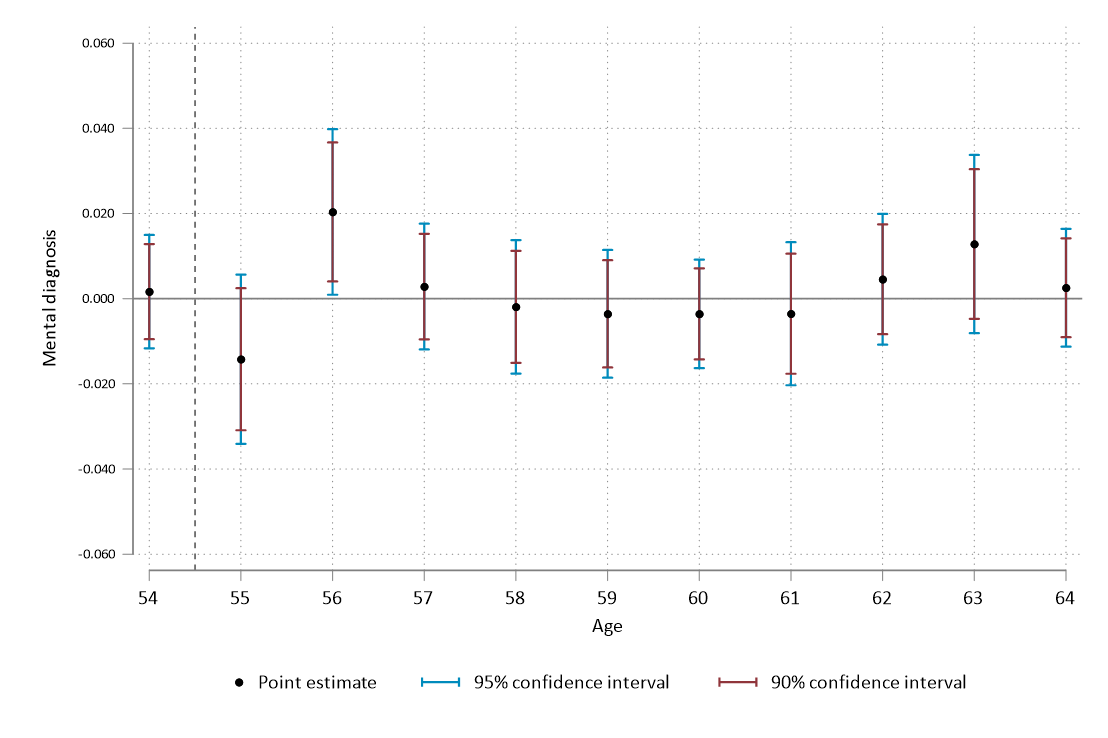 0.060
0.040
0.020
0.000
-0.020
-0.040
-0.060
Mental diagnosis
54 55 56 57 58 59 60 61 62 63 64
Age
Point estimate 95% confidence interval 90% confidence interval